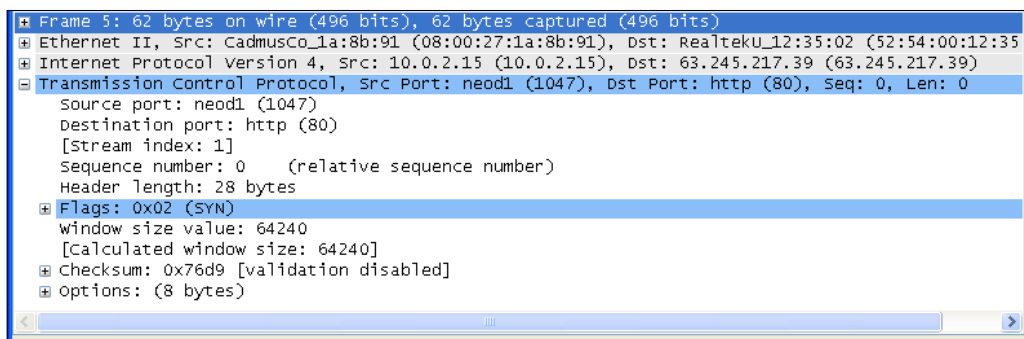 Frame 5: 62 bytes on wire (496 bits), 62 bytes captured (496 bits)
Ethernet II, Src: CadmusCo_1a:8b:91 (08:00:27:1a:8b:91), Dst: RealtekU_12:35:02 (52:54:00:12:35
Internet Protocol Version 4, Src: 10.0.2.15 (10.0.2.15), Dst: 63.245.217.39 (63.245.217.39)
Transmission Control Protocol, Src Port: neod1 (1047), Dst Port: http (80), Seq: 0, Len: 0
Source port: neod1 (1047)
Destination port: http (80)
[Stream index: 1]
Sequence number: 0    (relative sequence number)
Header length: 28 bytes
Flags: 0x02 (SYN)
Window size value: 64240
[Calculated window size: 64240]
Checksum: 0x76d9 [validation disabled]
Options: (8 bytes)